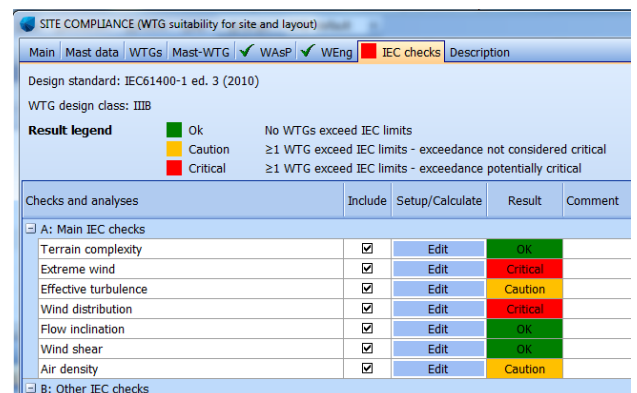 SITE COMPLIANCE (WTG suitability for site and layout)
Main Mast data WTGs Mast-WTG WAsP WEng IEC checks Description
Design standard: IEC61400-1 ed. 3 (2010)
WTG design class: IIIB
Result legend Ok No WTGs exceed IEC limits
Caution ≥1 WTG exceed IEC limits - exceedance not considered critical
Critical ≥1 WTG exceed IEC limits - exceedance potentially critical
Checks and analyses Include Setup/Calculate Result Comment
A: Main IEC checks
Terrain complexity Edit OK
Extreme wind Edit Critical
Effective turbulence Edit Caution
Wind distribution Edit Critical
Flow inclination Edit OK
Wind shear Edit OK
Air density Edit Caution
B: Other IEC checks